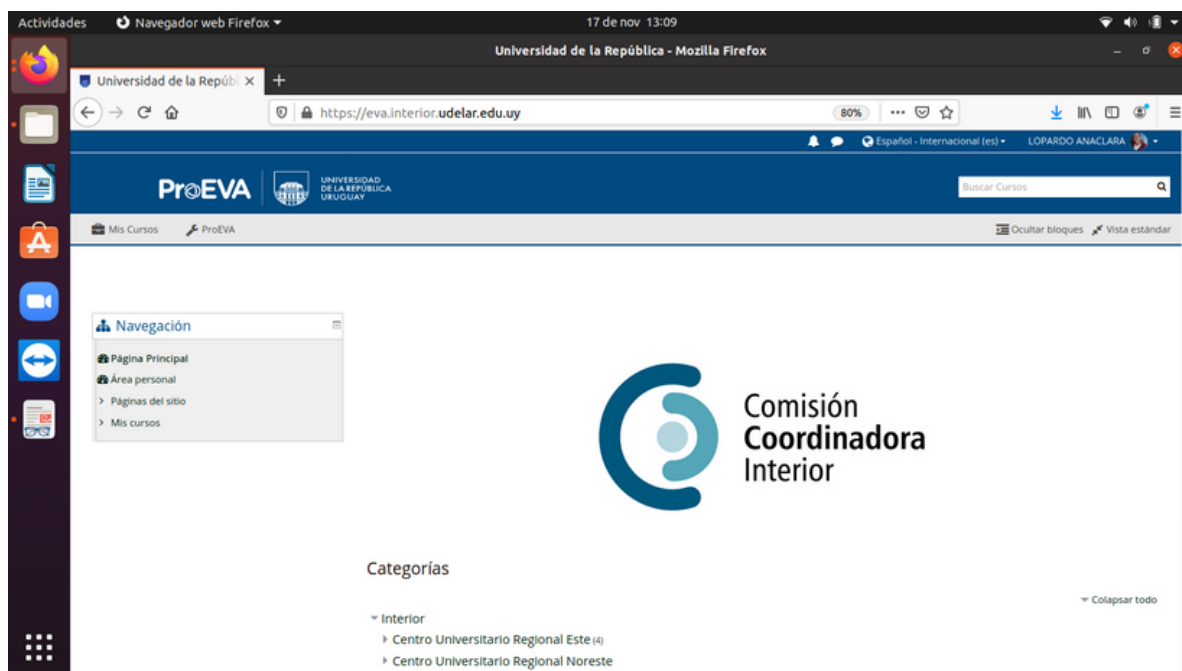 Actividades Navegador web Firefox 17 de nov 13:09
Universidad de la República - Mozilla Firefox
Universidad de la Repúbl
https://eva.interior.udelar.edu.uy 80%
Español - Internacional (es) LOPARDO ANACLARA
ProEVA UNIVERSIDAD
DE LA REPÚBLICA
URUGUAY
Buscar Cursos
Mis Cursos ProEVA Ocultar bloques Vista estándar
Navegación
Página Principal
Área personal
Páginas del sitio
Mis cursos
Comisión
Coordinadora
Interior
Categorías
Colapsar todo
Interior
Centro Universitario Regional Este (4)
Centro Universitario Regional Noreste